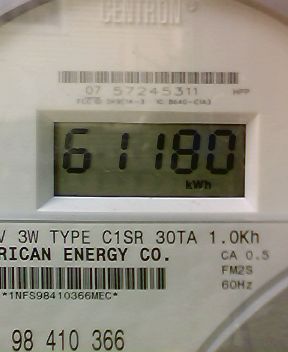 CENTRON
07 57245311
61180
kWh
V 3W TYPE C1SR 30TA 1.0Kh
RICAN ENERGY CO.
CA 0.5
FM2S
60Hz
*1NFS98410366MEC*
98 410 366